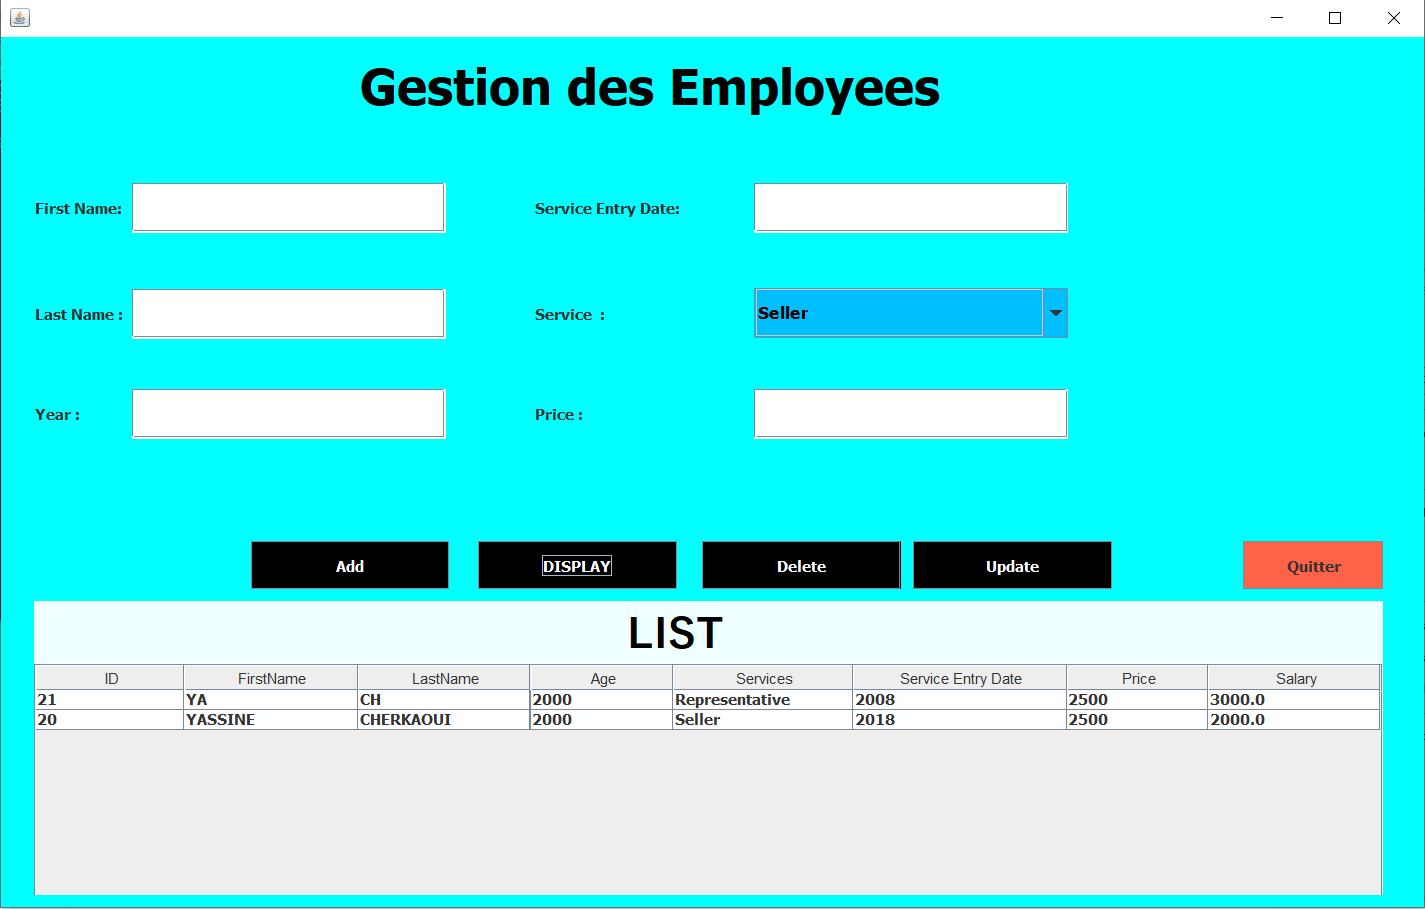 Gestion des Employees
First Name: Service Entry Date:
Last Name : Service  : Seller
Year : Price :
Add DISPLAY Delete Update Quitter
LIST
ID FirstName LastName Age Services Service Entry Date Price Salary
21 YA CH 2000 Representative 2008 2500 3000.0
20 YASSINE CHERKAOUI 2000 Seller 2018 2500 2000.0